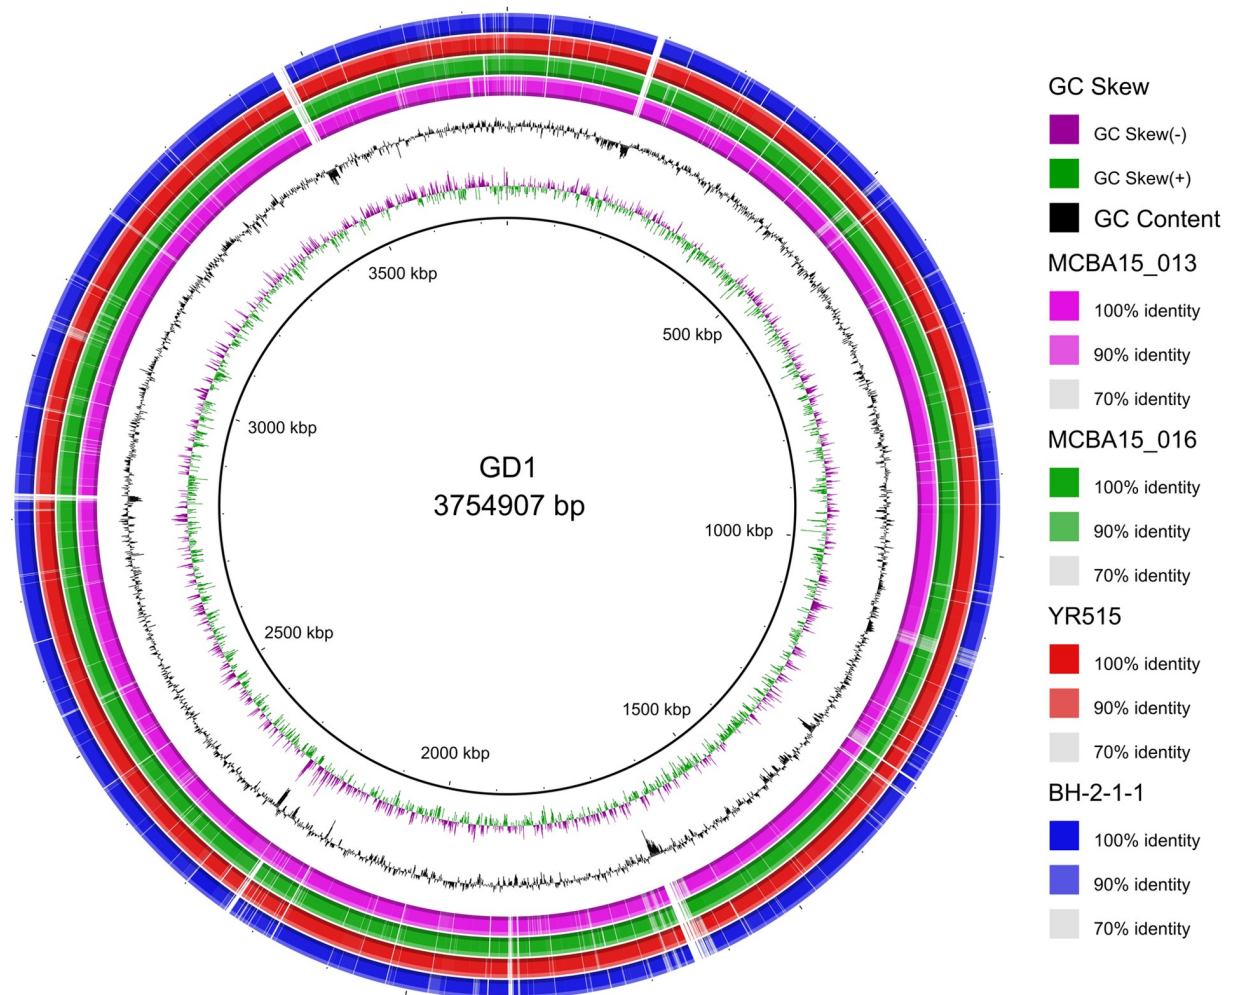 GD1
3754907 bp
500 kbp
1000 kbp
1500 kbp
2000 kbp
2500 kbp
3000 kbp
3500 kbp
GC Skew
GC Skew(-)
GC Skew(+)
GC Content
MCBA15_013
100% identity
90% identity
70% identity
MCBA15_016
100% identity
90% identity
70% identity
YR515
100% identity
90% identity
70% identity
BH-2-1-1
100% identity
90% identity
70% identity